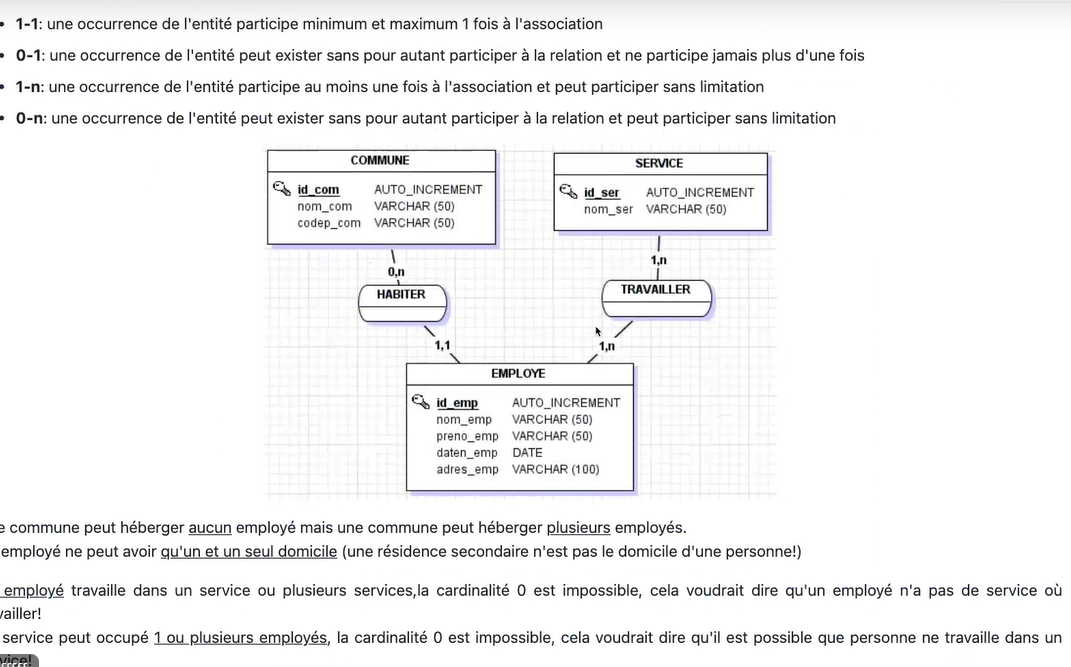 • 1-1: une occurrence de l'entité participe minimum et maximum 1 fois à l'association
• 0-1: une occurrence de l'entité peut exister sans pour autant participer à la relation et ne participe jamais plus d'une fois
• 1-n: une occurrence de l'entité participe au moins une fois à l'association et peut participer sans limitation
• 0-n: une occurrence de l'entité peut exister sans pour autant participer à la relation et peut participer sans limitation
COMMUNE
id_com AUTO_INCREMENT
nom_com VARCHAR (50)
codep_com VARCHAR (50)
SERVICE
id_ser AUTO_INCREMENT
nom_ser VARCHAR (50)
0,n
1,n
HABITER
TRAVAILLER
1,1
1,n
EMPLOYE
id_emp AUTO_INCREMENT
nom_emp VARCHAR (50)
preno_emp VARCHAR (50)
daten_emp DATE
adres_emp VARCHAR (100)
e commune peut héberger aucun employé mais une commune peut héberger plusieurs employés.
employé ne peut avoir qu'un et un seul domicile (une résidence secondaire n'est pas le domicile d'une personne!)
employé travaille dans un service ou plusieurs services,la cardinalité 0 est impossible, cela voudrait dire qu'un employé n'a pas de service où
vailler!
service peut occupé 1 ou plusieurs employés, la cardinalité 0 est impossible, cela voudrait dire qu'il est possible que personne ne travaille dans un